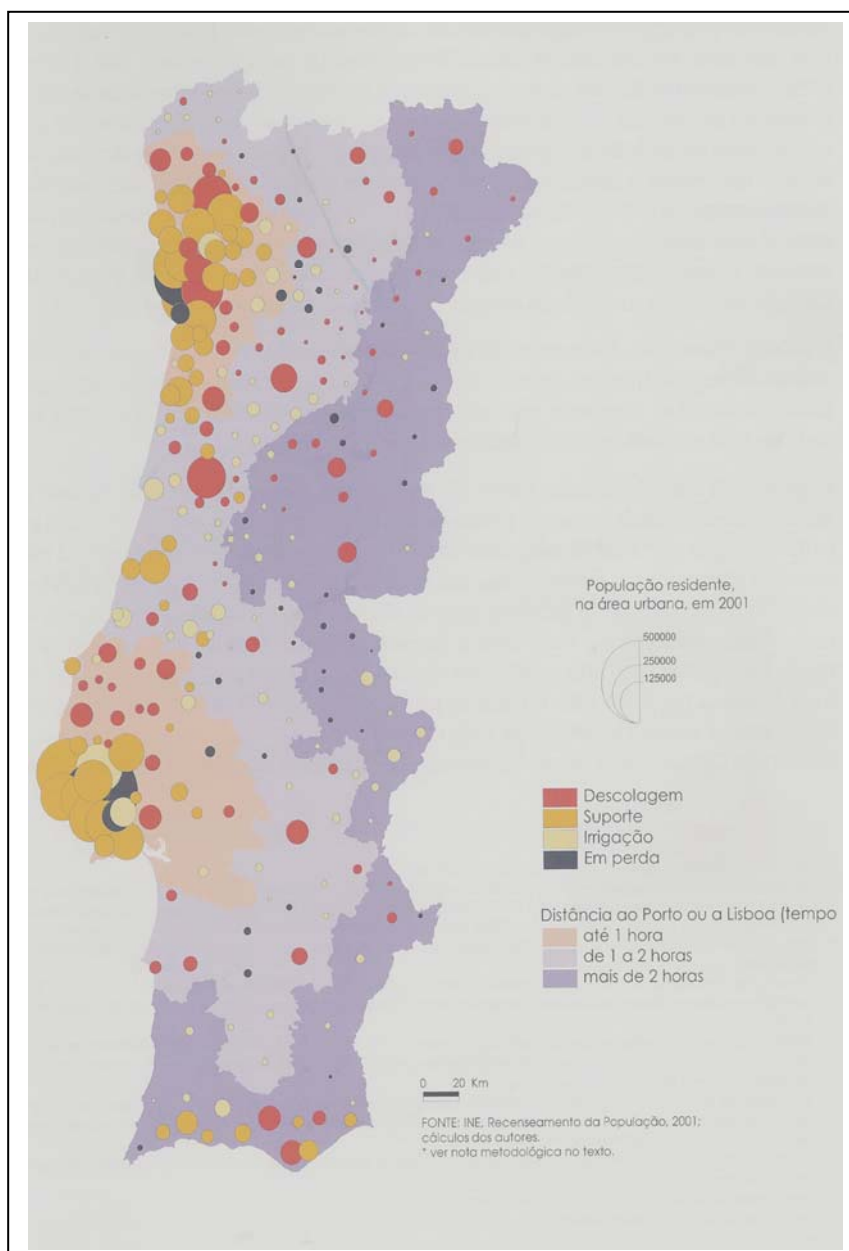 População residente,
na área urbana, em 2001
500000
250000
125000
Descolagem
Suporte
Irrigação
Em perda
Distância ao Porto ou a Lisboa (tempo
até 1 hora
de 1 a 2 horas
mais de 2 horas
0 20 Km
FONTE: INE, Recenseamento da População, 2001;
cálculos dos autores.
* ver nota metodológica no texto.